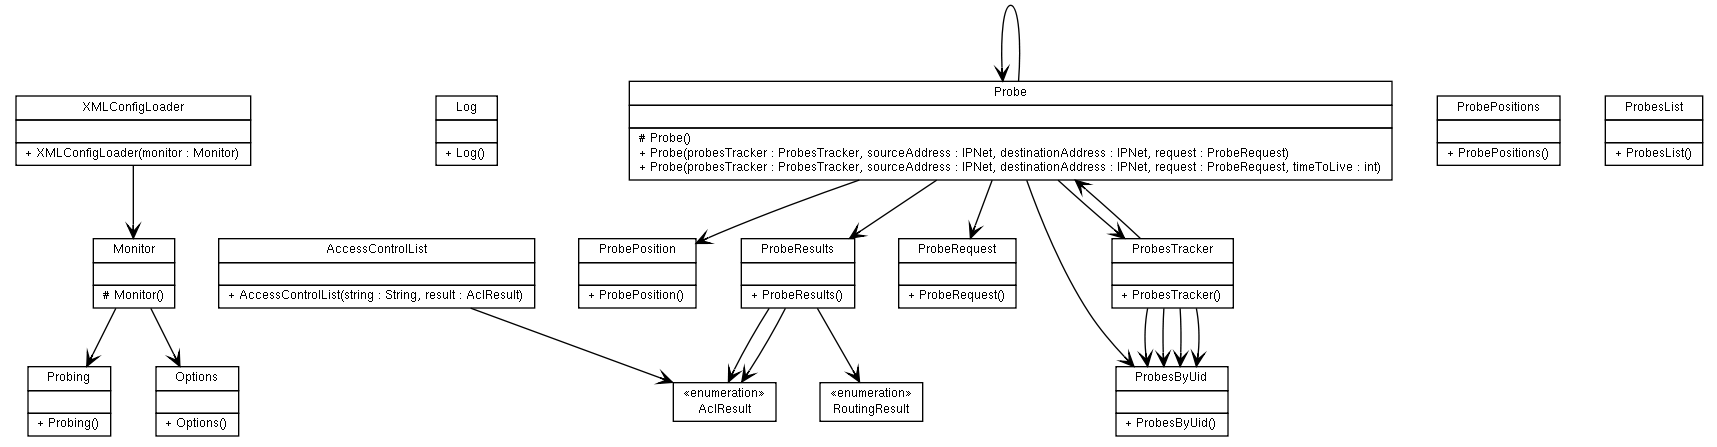 XMLConfigLoader
+ XMLConfigLoader(monitor : Monitor)
Log
+ Log()
Probe
# Probe()
+ Probe(probesTracker : ProbesTracker, sourceAddress : IPNet, destinationAddress : IPNet, request : ProbeRequest)
+ Probe(probesTracker : ProbesTracker, sourceAddress : IPNet, destinationAddress : IPNet, request : ProbeRequest, timeToLive : int)
ProbePositions
+ ProbePositions()
ProbesList
+ ProbesList()
Monitor
# Monitor()
AccessControlList
+ AccessControlList(string : String, result : AclResult)
ProbePosition
+ ProbePosition()
ProbeResults
+ ProbeResults()
ProbeRequest
+ ProbeRequest()
ProbesTracker
+ ProbesTracker()
Probing
+ Probing()
Options
+ Options()
«enumeration»
AclResult
«enumeration»
RoutingResult
ProbesByUid
+ ProbesByUid()